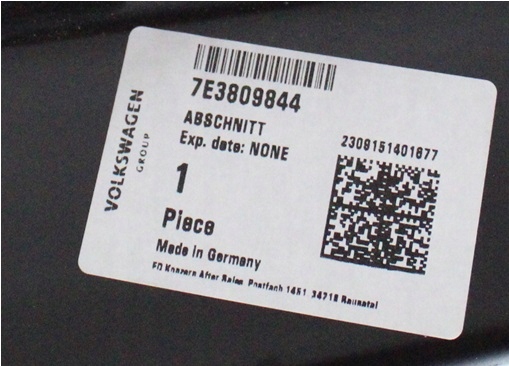 VOLKSWAGEN
GROUP
7E3809844
ABSCHNITT
Exp. date: NONE
1
Piece
Made in Germany
2309151401677
FO Konzern After Sales, Postfach 1451, 34218 Baunatal